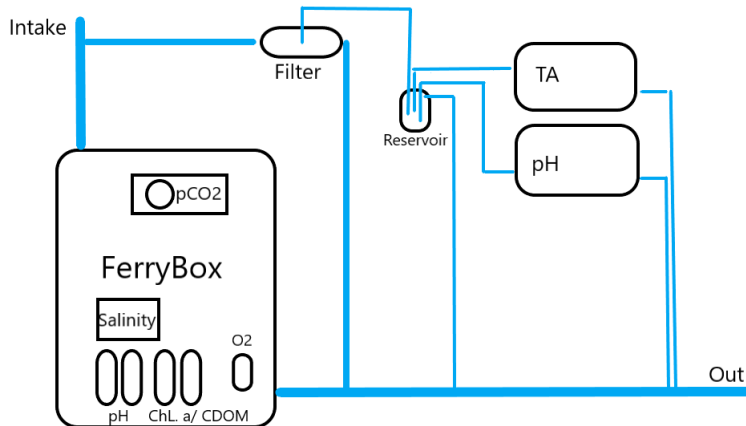 Intake
Filter
TA
Reservoir
pH
pCO2
FerryBox
Salinity
O2
pH
ChL. a/ CDOM
Out